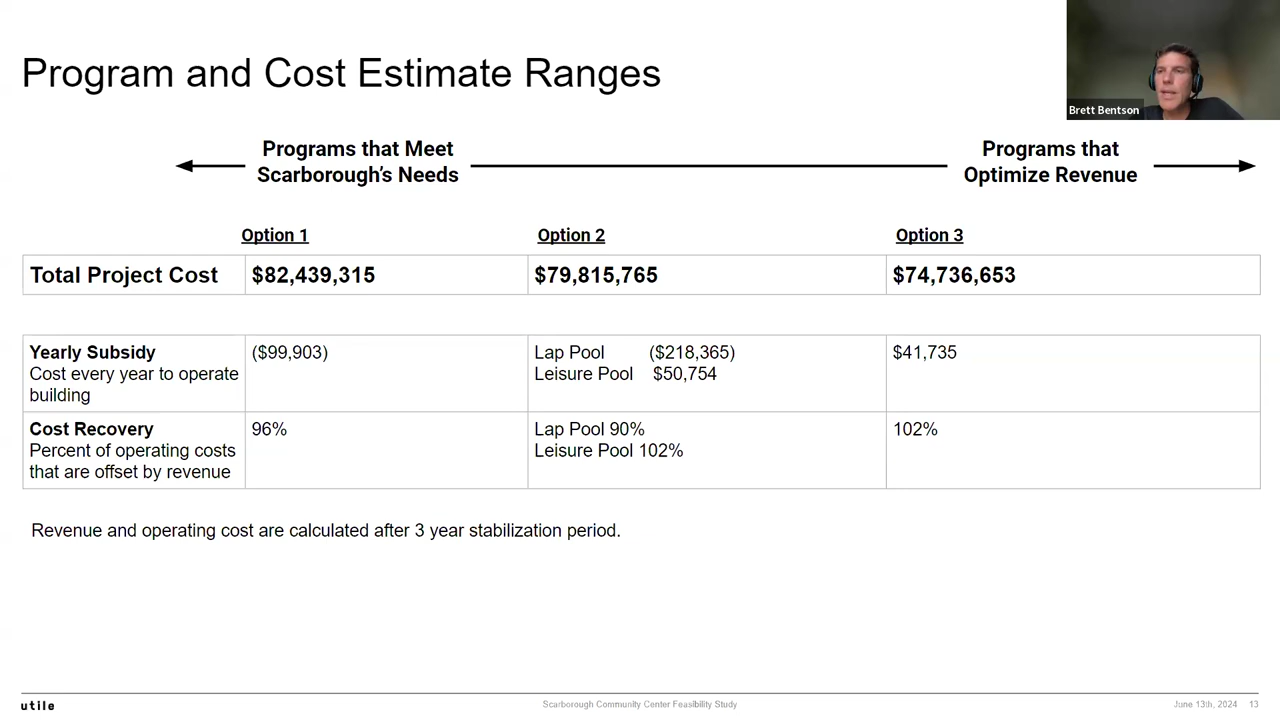 Program and Cost Estimate Ranges
Brett Bentson
Programs that Meet
Scarborough's Needs
Programs that
Optimize Revenue
Option 1
Option 2
Option 3
Total Project Cost $82,439,315 $79,815,765 $74,736,653
Yearly Subsidy ($99,903) Lap Pool ($218,365) $41,735
Cost every year to operate Leisure Pool $50,754
building
Cost Recovery 96% Lap Pool 90% 102%
Percent of operating costs Leisure Pool 102%
that are offset by revenue
Revenue and operating cost are calculated after 3 year stabilization period.
utile
Scarborough Community Center Feasibility Study
June 13th, 2024 13